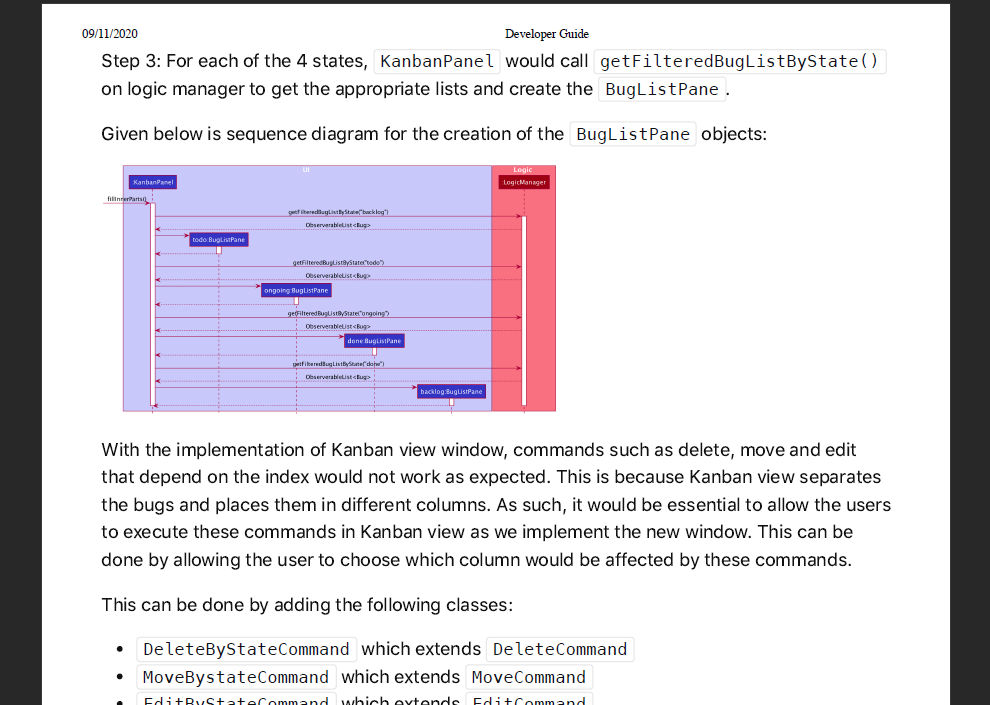 09/11/2020
Developer Guide
Step 3: For each of the 4 states, KanbanPanel would call getFilteredBugListByState()
on logic manager to get the appropriate lists and create the BugListPane .
Given below is sequence diagram for the creation of the BugListPane objects:
UI
Logic
KanbanPanel
LogicManager
fillInnerParts()
getFilteredBugListByState("backlog")
ObservableList<Bug>
todo:BugListPane
getFilteredBugListByState("todo")
ObservableList<Bug>
ongoing:BugListPane
getFilteredBugListByState("ongoing")
ObservableList<Bug>
done:BugListPane
getFilteredBugListByState("done")
ObservableList<Bug>
backlog:BugListPane
With the implementation of Kanban view window, commands such as delete, move and edit
that depend on the index would not work as expected. This is because Kanban view separates
the bugs and places them in different columns. As such, it would be essential to allow the users
to execute these commands in Kanban view as we implement the new window. This can be
done by allowing the user to choose which column would be affected by these commands.
This can be done by adding the following classes:
• DeleteByStateCommand which extends DeleteCommand
• MoveBystateCommand which extends MoveCommand
• EditByStateCommand which extends EditCommand